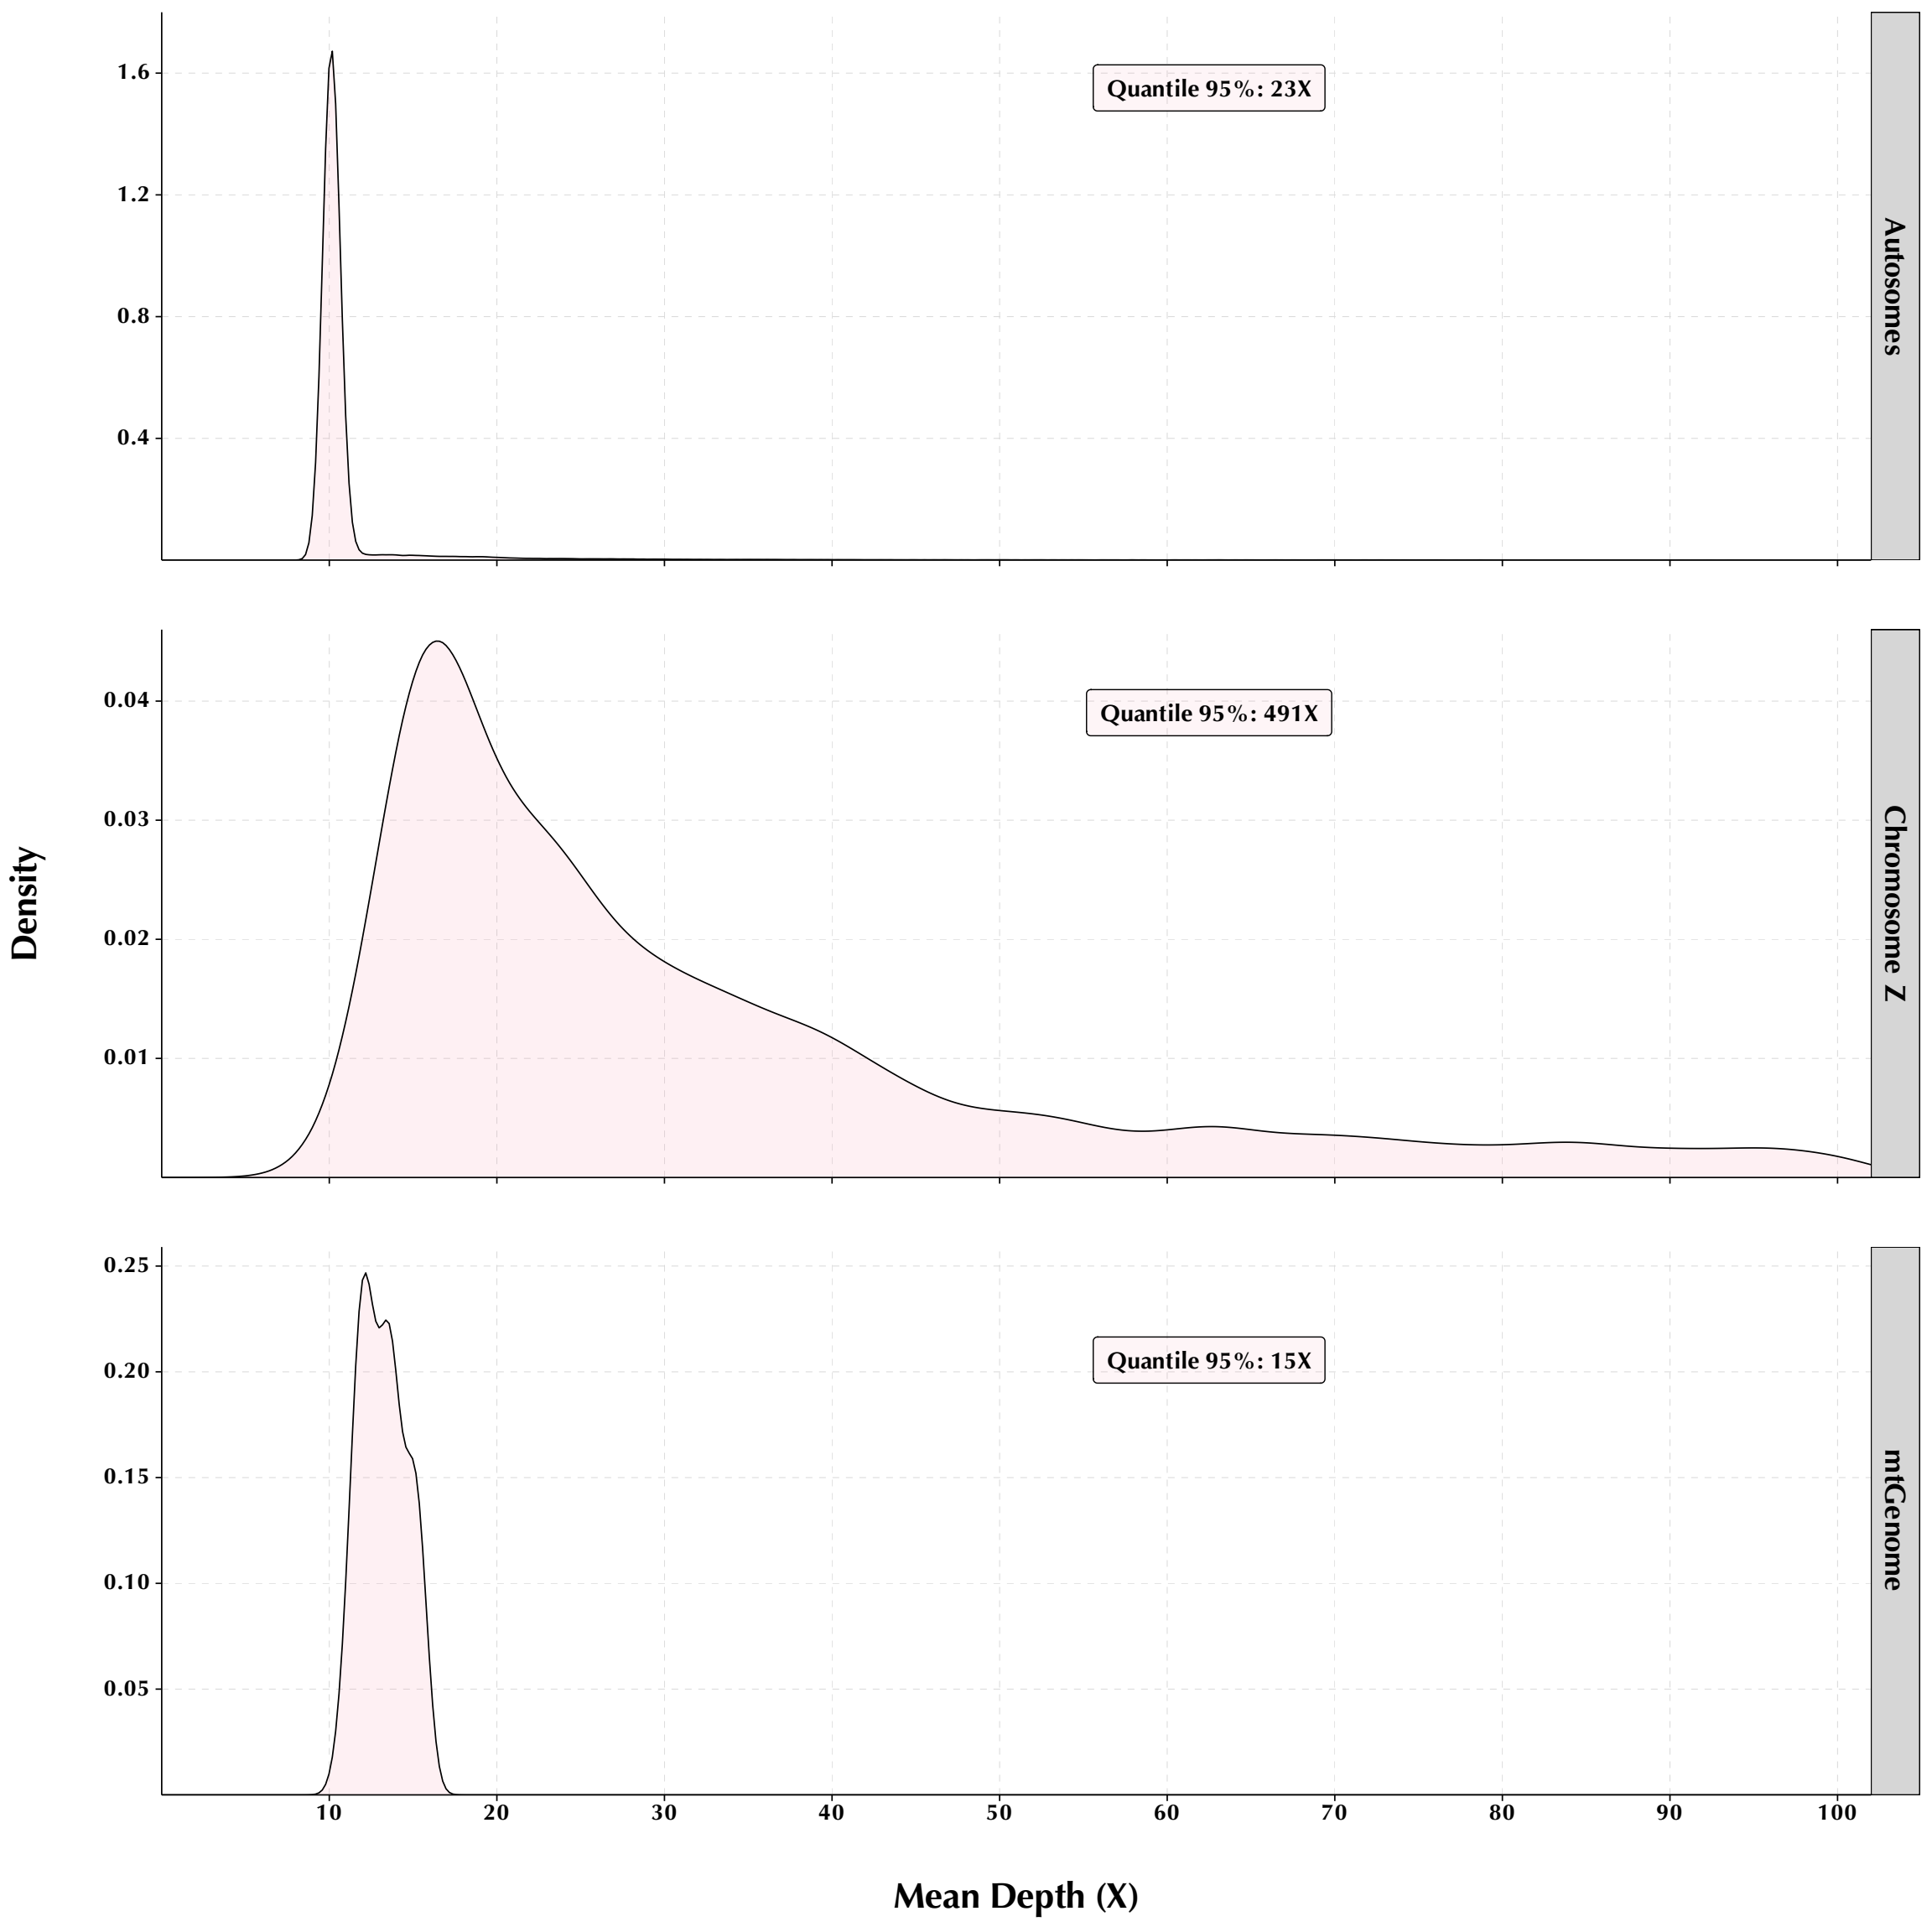 1.6
1.2
0.8
0.4
Quantile 95%: 23X
Autosomes
0.04
0.03
0.02
0.01
Quantile 95%: 491X
Chromosome Z
Density
0.25
0.20
0.15
0.10
0.05
Quantile 95%: 15X
mtGenome
10 20 30 40 50 60 70 80 90 100
Mean Depth (X)